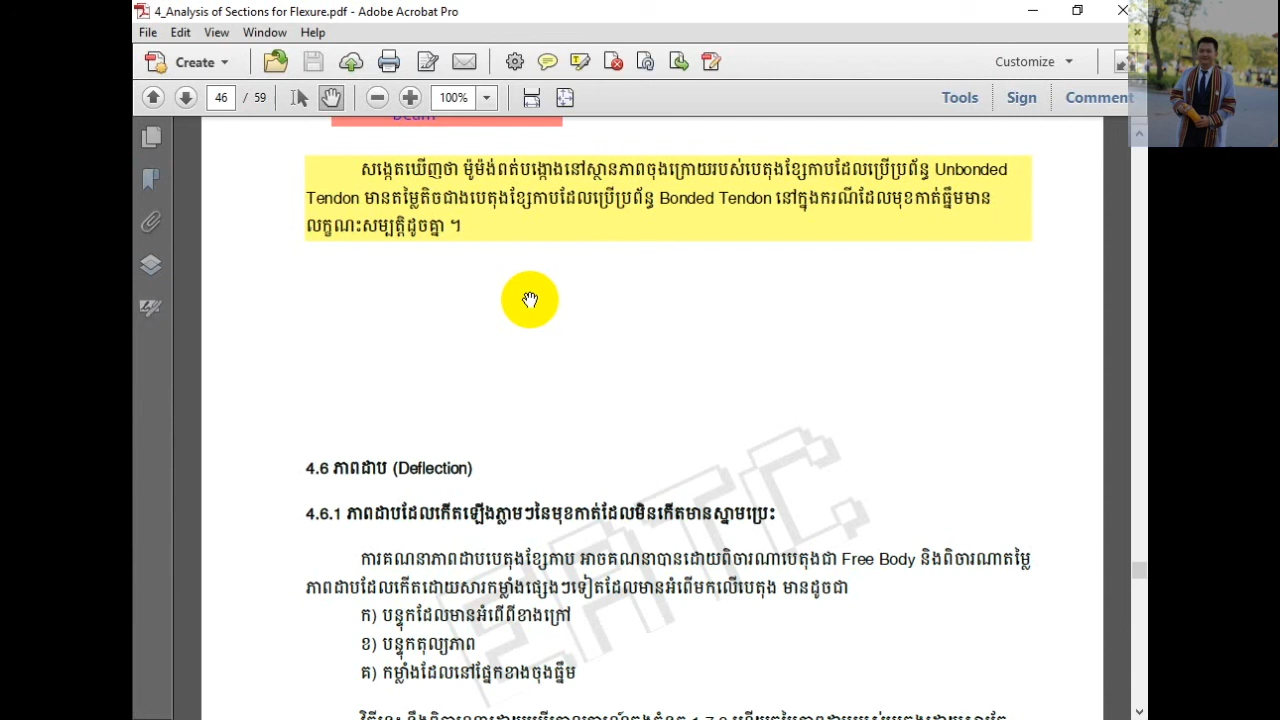 4_Analysis of Sections for Flexure.pdf - Adobe Acrobat Pro
File Edit View Window Help
Create Customize
46 / 59 100% Tools Sign Comment
Beam
សង្កេតឃើញថា ម៉ូម៉ង់ពត់បង្កោងនៅស្ថានភាពចុងក្រោយរបស់បេតុងខ្សែកាបដែលប្រើប្រព័ន្ធ Unbonded
Tendon មានតម្លៃតិចជាងបេតុងខ្សែកាបដែលប្រើប្រព័ន្ធ Bonded Tendon នៅក្នុងករណីដែលមុខកាត់ធ្នឹមមាន
លក្ខណះសម្បត្តិដូចគ្នា ។
4.6 ភាពដាប (Deflection)
4.6.1 ភាពដាបដែលកើតឡើងភ្លាមៗនៃមុខកាត់ដែលមិនកើតមានស្នាមប្រេះ
ការគណនាភាពដាបបេតុងខ្សែកាប អាចគណនាបានដោយពិចារណាបេតុងជា Free Body និងពិចារណាតម្លៃ
ភាពដាបដែលកើតដោយសារកម្លាំងផ្សេងៗទៀតដែលមានអំពើមកលើបេតុង មានដូចជា
ក) បន្ទុកដែលមានអំពើពីខាងក្រៅ
ខ) បន្ទុកតុល្យភាព
គ) កម្លាំងដែលនៅផ្នែកខាងចុងធ្នឹម
EATC